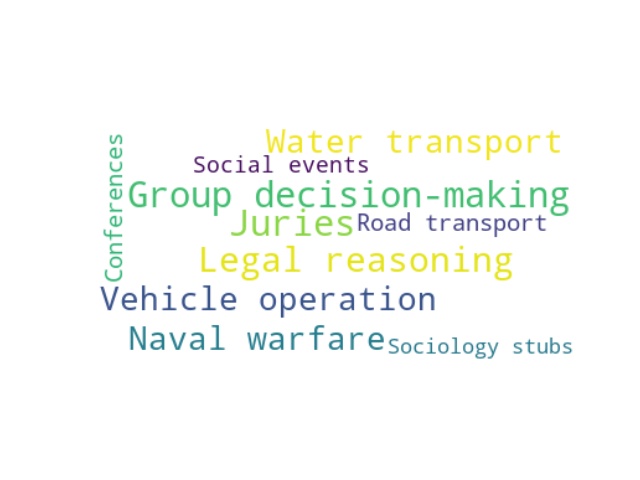 Water transport
Social events
Conferences
Group decision-making
Juries
Road transport
Legal reasoning
Vehicle operation
Naval warfare
Sociology stubs